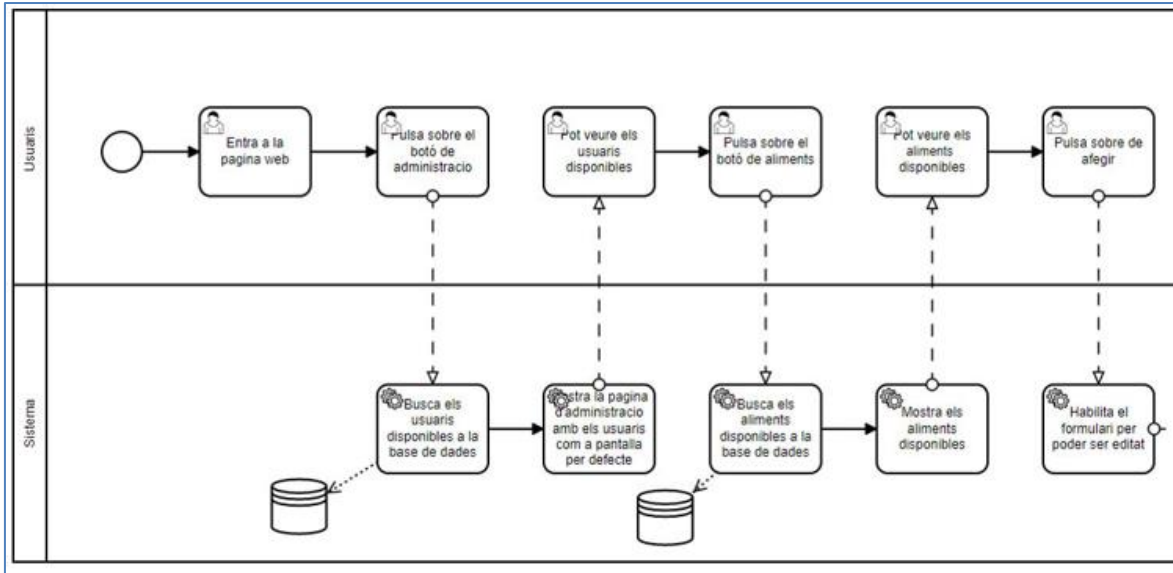 Usuaris
Entra a la
pagina web
Pulsa sobre el
botó de
administracio
Pot veure els
usuaris
disponibles
Pulsa sobre el
botó de aliments
Pot veure els
aliments
disponibles
Pulsa sobre de
afegir
Sistema
Busca els
usuaris
disponibles a la
base de dades
la pagina
d'administracio
amb els usuaris
com a pantalla
per defecte
Busca els
aliments
disponibles a la
base de dades
Mostra els
aliments
disponibles
Habilita el
formulari per
poder ser editat